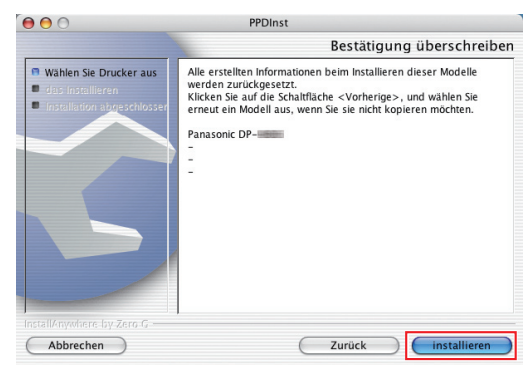 PPDInst
Bestätigung überschreiben
Wählen Sie Drucker aus
das installieren
installation abgeschlossen
Alle erstellten Informationen beim Installieren dieser Modelle
werden zurückgesetzt.
Klicken Sie auf die Schaltfläche <Vorherige>, und wählen Sie
erneut ein Modell aus, wenn Sie sie nicht kopieren möchten.
Panasonic DP-
-
-
-
InstallAnywhere by Zero G
Abbrechen
Zurück
installieren